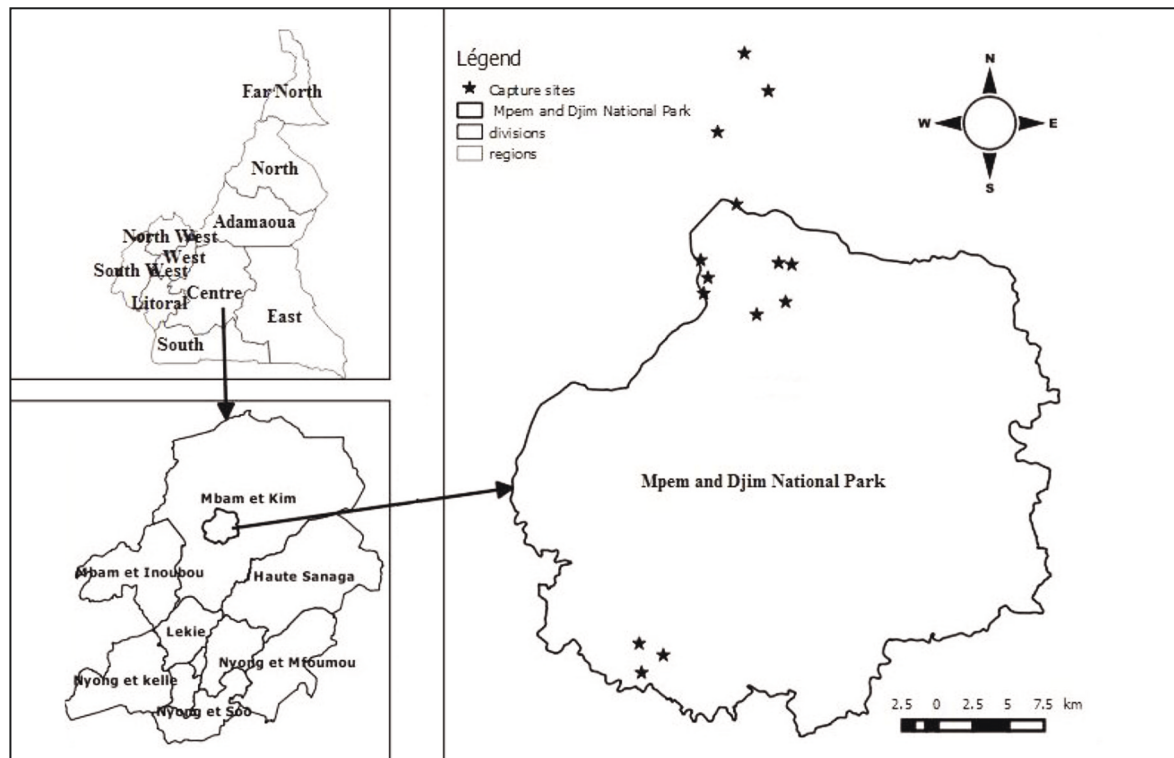 Far North
North
Adamaoua
North West
West
South West
Centre
Litoral
East
South
Mbam et Kim
Mbam et Inoubou
Haute Sanaga
Lekie
Nyong et Mfoumou
Nyong et kelle
Nyong et Soo
Légend
Capture sites
Mpem and Djim National Park
divisions
regions
N
W E
S
Mpem and Djim National Park
2.5 0 2.5 5 7.5 km